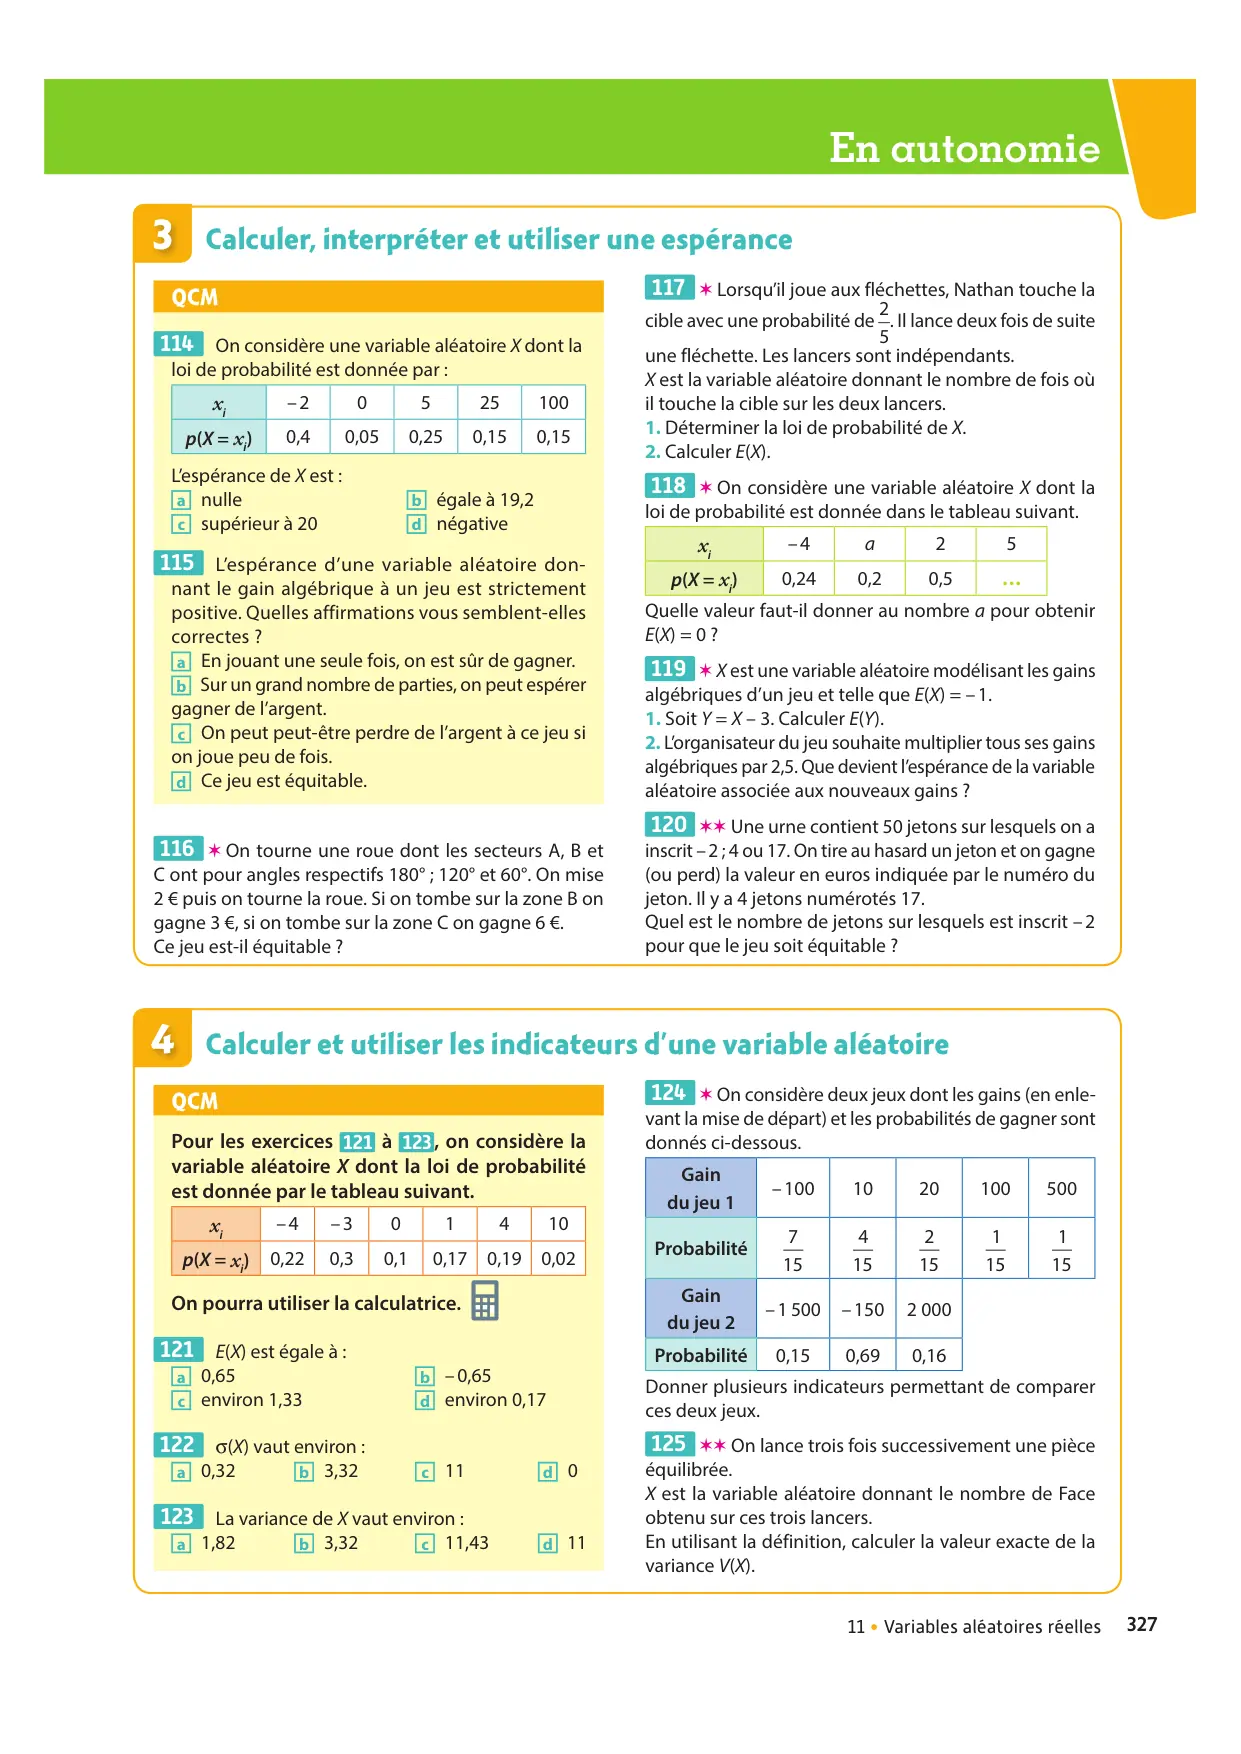 En autonomie
3 Calculer, interpréter et utiliser une espérance
QCM
114 On considère une variable aléatoire X dont la
loi de probabilité est donnée par :
xi –2 0 5 25 100
p(X = xi) 0,4 0,05 0,25 0,15 0,15
L’espérance de X est :
a nulle b égale à 19,2
c supérieur à 20 d négative
115 L’espérance d’une variable aléatoire don-
nant le gain algébrique à un jeu est strictement
positive. Quelles affirmations vous semblent-elles
correctes ?
a En jouant une seule fois, on est sûr de gagner.
b Sur un grand nombre de parties, on peut espérer
gagner de l’argent.
c On peut peut-être perdre de l’argent à ce jeu si
on joue peu de fois.
d Ce jeu est équitable.
116 ✶ On tourne une roue dont les secteurs A, B et
C ont pour angles respectifs 180° ; 120° et 60°. On mise
2 € puis on tourne la roue. Si on tombe sur la zone B on
gagne 3 €, si on tombe sur la zone C on gagne 6 €.
Ce jeu est-il équitable ?
117 ✶ Lorsqu’il joue aux fléchettes, Nathan touche la
cible avec une probabilité de 2/5. Il lance deux fois de suite
une fléchette. Les lancers sont indépendants.
X est la variable aléatoire donnant le nombre de fois où
il touche la cible sur les deux lancers.
1. Déterminer la loi de probabilité de X.
2. Calculer E(X).
118 ✶ On considère une variable aléatoire X dont la
loi de probabilité est donnée dans le tableau suivant.
xi –4 a 2 5
p(X = xi) 0,24 0,2 0,5 …
Quelle valeur faut-il donner au nombre a pour obtenir
E(X) = 0 ?
119 ✶ X est une variable aléatoire modélisant les gains
algébriques d’un jeu et telle que E(X) = –1.
1. Soit Y = X – 3. Calculer E(Y).
2. L’organisateur du jeu souhaite multiplier tous ses gains
algébriques par 2,5. Que devient l’espérance de la variable
aléatoire associée aux nouveaux gains ?
120 ✶✶ Une urne contient 50 jetons sur lesquels on a
inscrit –2 ; 4 ou 17. On tire au hasard un jeton et on gagne
(ou perd) la valeur en euros indiquée par le numéro du
jeton. Il y a 4 jetons numérotés 17.
Quel est le nombre de jetons sur lesquels est inscrit –2
pour que le jeu soit équitable ?
4 Calculer et utiliser les indicateurs d’une variable aléatoire
QCM
Pour les exercices 121 à 123, on considère la
variable aléatoire X dont la loi de probabilité
est donnée par le tableau suivant.
xi –4 –3 0 1 4 10
p(X = xi) 0,22 0,3 0,1 0,17 0,19 0,02
On pourra utiliser la calculatrice.
121 E(X) est égale à :
a 0,65 b –0,65
c environ 1,33 d environ 0,17
122 σ(X) vaut environ :
a 0,32 b 3,32 c 11 d 0
123 La variance de X vaut environ :
a 1,82 b 3,32 c 11,43 d 11
124 ✶ On considère deux jeux dont les gains (en enle-
vant la mise de départ) et les probabilités de gagner sont
donnés ci-dessous.
Gain
du jeu 1 –100 10 20 100 500
Probabilité 7/15 4/15 2/15 1/15 1/15
Gain
du jeu 2 –1 500 –150 2 000
Probabilité 0,15 0,69 0,16
Donner plusieurs indicateurs permettant de comparer
ces deux jeux.
125 ✶✶ On lance trois fois successivement une pièce
équilibrée.
X est la variable aléatoire donnant le nombre de Face
obtenu sur ces trois lancers.
En utilisant la définition, calculer la valeur exacte de la
variance V(X).
11 • Variables aléatoires réelles 327